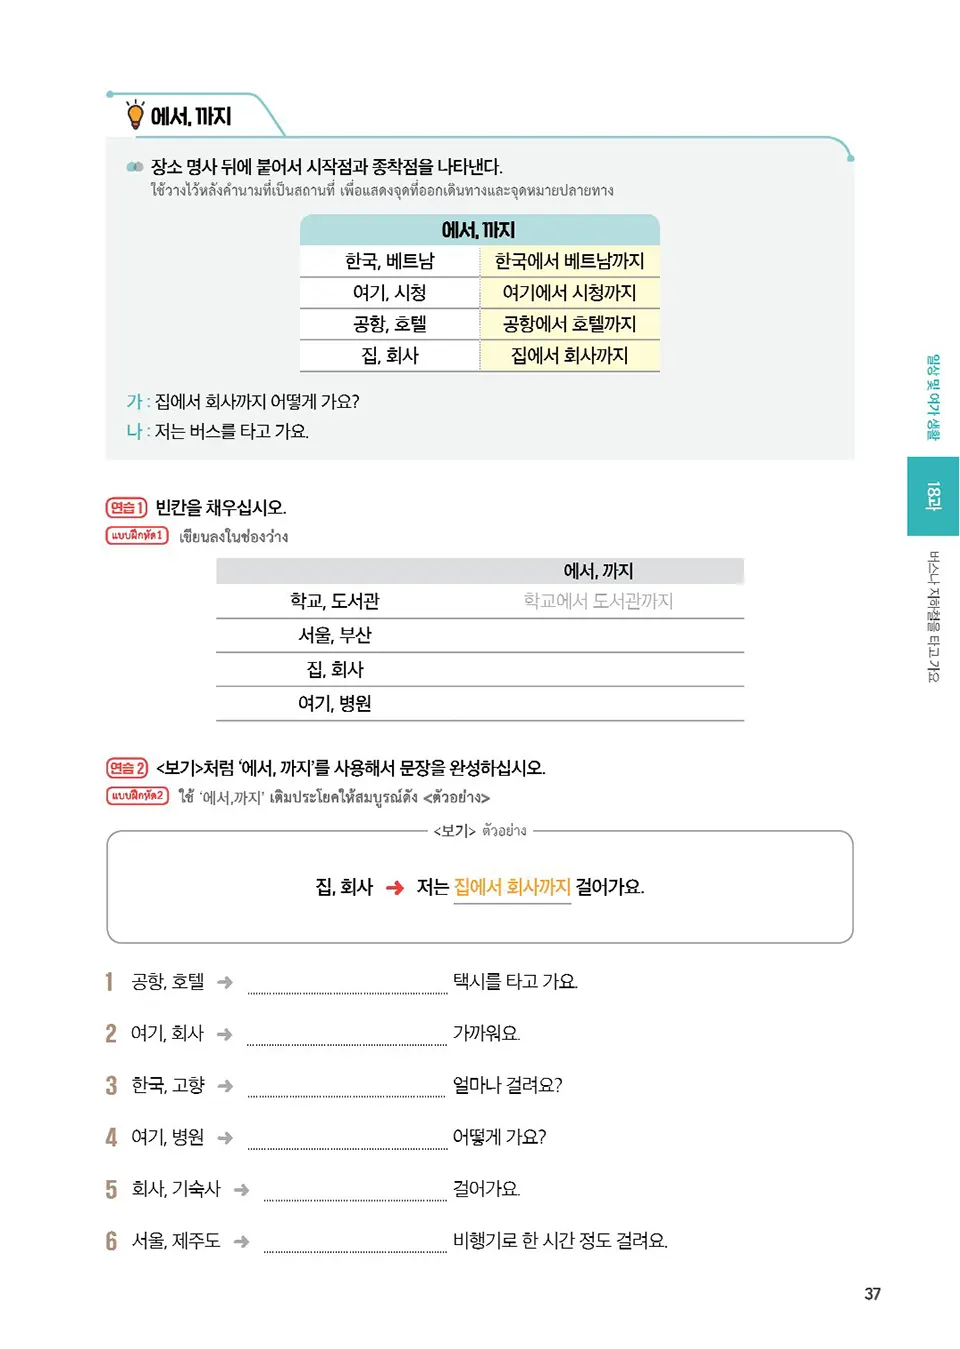 에서, 까지
장소 명사 뒤에 붙어서 시작점과 종착점을 나타낸다.
ใช้วางไว้หลังคำนามที่เป็นสถานที่ เพื่อแสดงจุดที่ออกเดินทางและจุดหมายปลายทาง
에서, 까지
한국, 베트남 한국에서 베트남까지
여기, 시청 여기에서 시청까지
공항, 호텔 공항에서 호텔까지
집, 회사 집에서 회사까지
가 : 집에서 회사까지 어떻게 가요?
나 : 저는 버스를 타고 가요.
연습 1 빈칸을 채우십시오.
แบบฝึกหัด1 เขียนลงในช่องว่าง
에서, 까지
학교, 도서관 학교에서 도서관까지
서울, 부산
집, 회사
여기, 병원
연습 2 <보기>처럼 ‘에서, 까지’를 사용해서 문장을 완성하십시오.
แบบฝึกหัด2 ใช้ ‘에서,까지’ เติมประโยคให้สมบูรณ์ดัง <ตัวอย่าง>
<보기> ตัวอย่าง
집, 회사 ➔ 저는 집에서 회사까지 걸어가요.
1 공항, 호텔 ➔ 택시를 타고 가요.
2 여기, 회사 ➔ 가까워요.
3 한국, 고향 ➔ 얼마나 걸려요?
4 여기, 병원 ➔ 어떻게 가요?
5 회사, 기숙사 ➔ 걸어가요.
6 서울, 제주도 ➔ 비행기로 한 시간 정도 걸려요.
일상 및 여가 생활
18과
버스나 지하철을 타고 가요
37